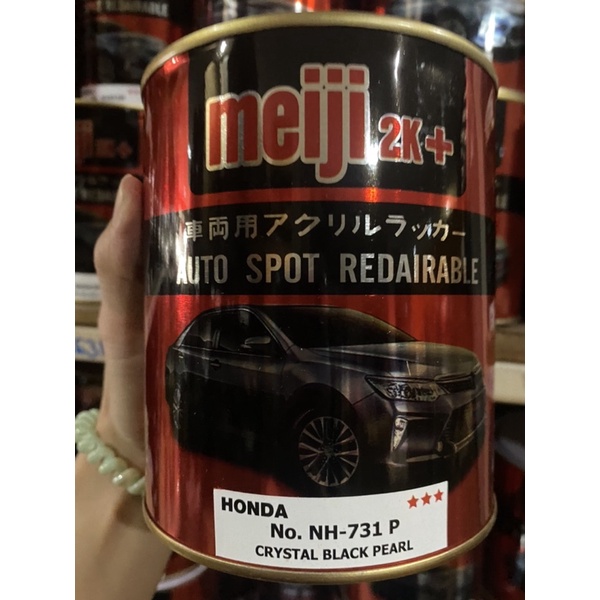 meiji 2K+
車両用アクリルラッカー
AUTO SPOT REDAIRABLE
HONDA ★★★
No. NH-731 P
CRYSTAL BLACK PEARL